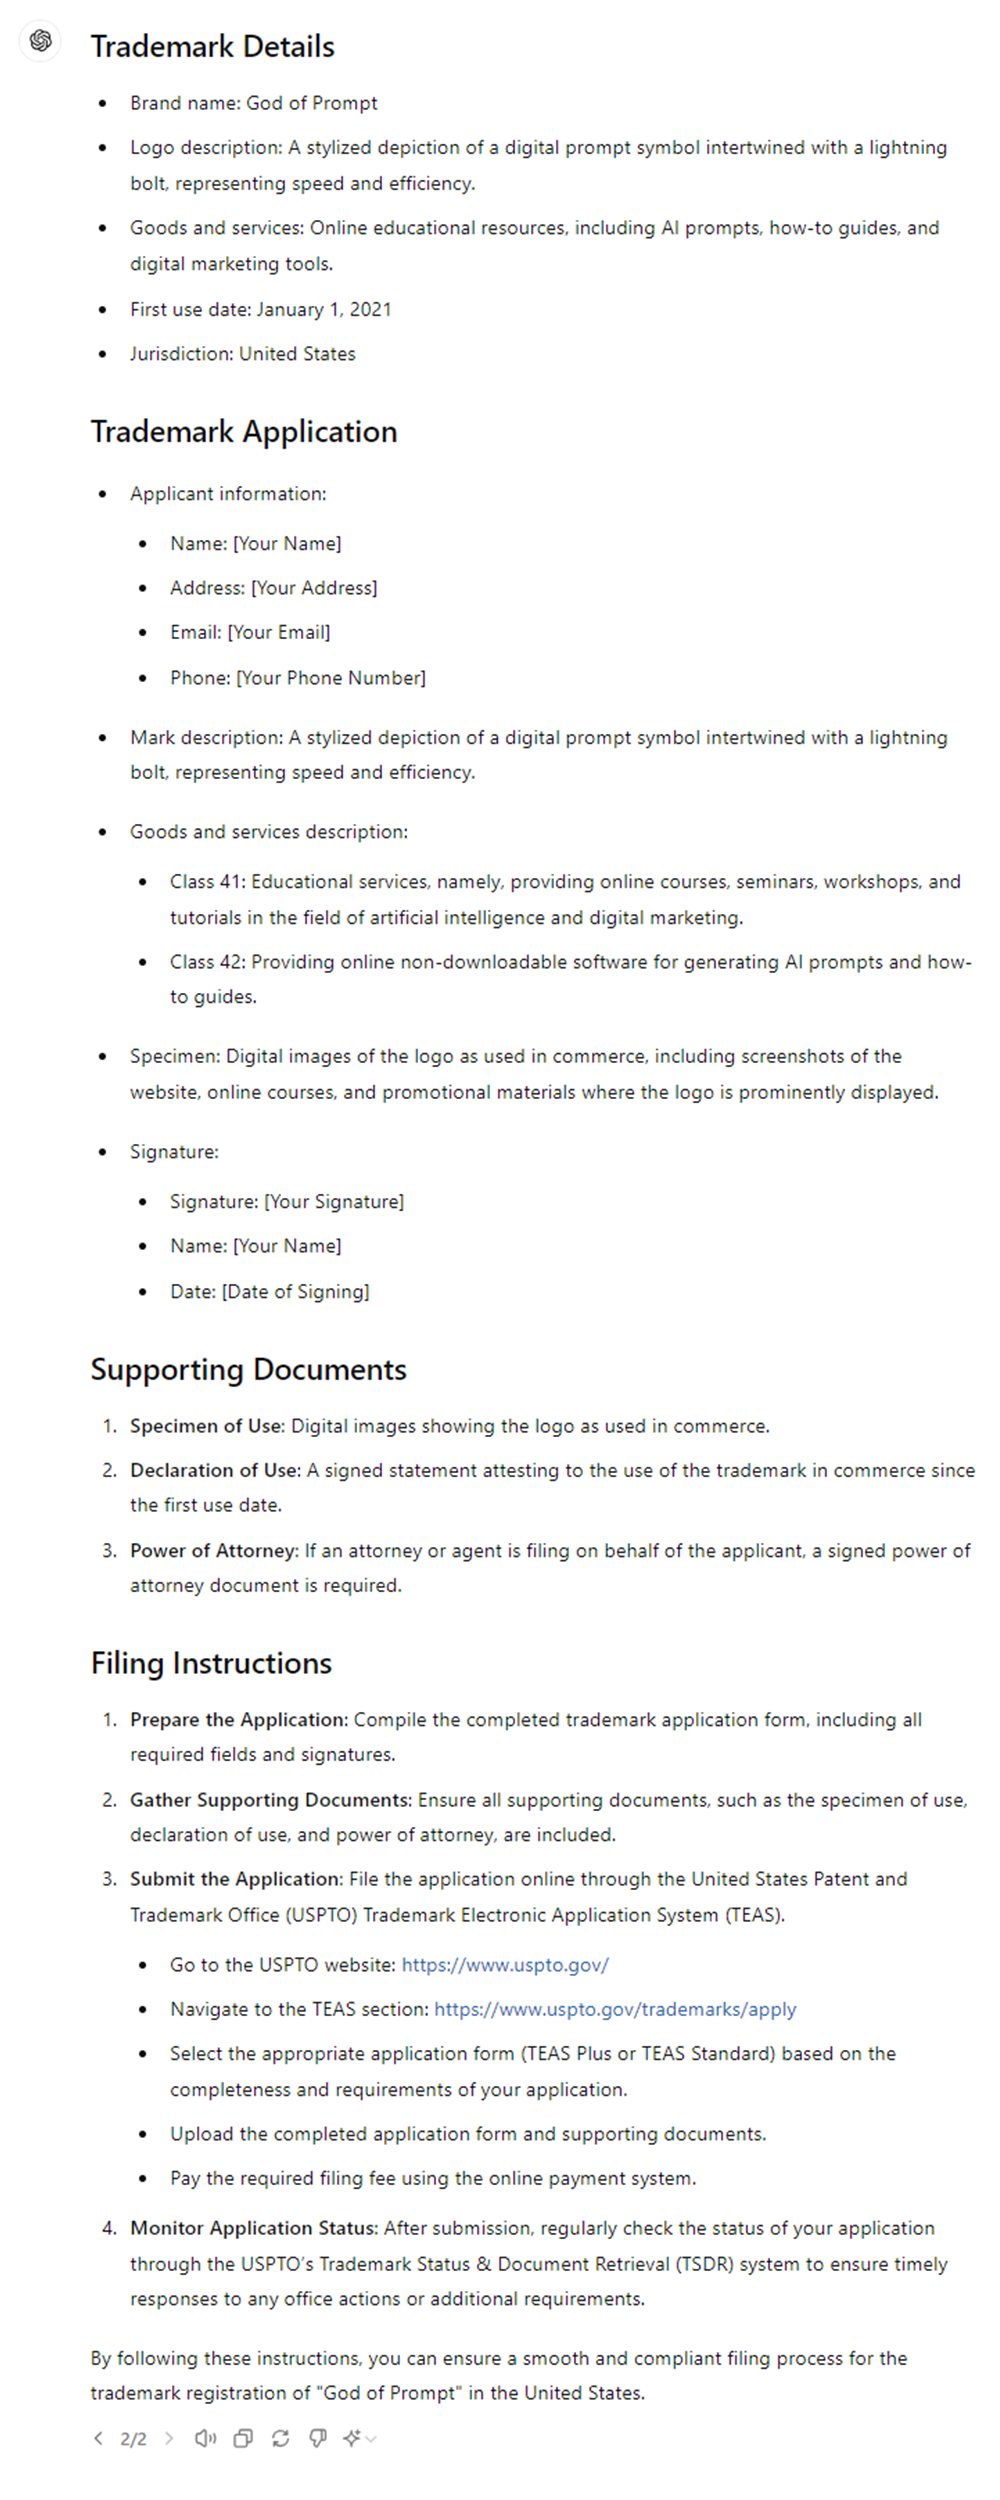 Trademark Details
• Brand name: God of Prompt
• Logo description: A stylized depiction of a digital prompt symbol intertwined with a lightning
bolt, representing speed and efficiency.
• Goods and services: Online educational resources, including AI prompts, how-to guides, and
digital marketing tools.
• First use date: January 1, 2021
• Jurisdiction: United States
Trademark Application
• Applicant information:
• Name: [Your Name]
• Address: [Your Address]
• Email: [Your Email]
• Phone: [Your Phone Number]
• Mark description: A stylized depiction of a digital prompt symbol intertwined with a lightning
bolt, representing speed and efficiency.
• Goods and services description:
• Class 41: Educational services, namely, providing online courses, seminars, workshops, and
tutorials in the field of artificial intelligence and digital marketing.
• Class 42: Providing online non-downloadable software for generating AI prompts and how-
to guides.
• Specimen: Digital images of the logo as used in commerce, including screenshots of the
website, online courses, and promotional materials where the logo is prominently displayed.
• Signature:
• Signature: [Your Signature]
• Name: [Your Name]
• Date: [Date of Signing]
Supporting Documents
1. Specimen of Use: Digital images showing the logo as used in commerce.
2. Declaration of Use: A signed statement attesting to the use of the trademark in commerce since
the first use date.
3. Power of Attorney: If an attorney or agent is filing on behalf of the applicant, a signed power of
attorney document is required.
Filing Instructions
1. Prepare the Application: Compile the completed trademark application form, including all
required fields and signatures.
2. Gather Supporting Documents: Ensure all supporting documents, such as the specimen of use,
declaration of use, and power of attorney, are included.
3. Submit the Application: File the application online through the United States Patent and
Trademark Office (USPTO) Trademark Electronic Application System (TEAS).
• Go to the USPTO website: https://www.uspto.gov/
• Navigate to the TEAS section: https://www.uspto.gov/trademarks/apply
• Select the appropriate application form (TEAS Plus or TEAS Standard) based on the
completeness and requirements of your application.
• Upload the completed application form and supporting documents.
• Pay the required filing fee using the online payment system.
4. Monitor Application Status: After submission, regularly check the status of your application
through the USPTO's Trademark Status & Document Retrieval (TSDR) system to ensure timely
responses to any office actions or additional requirements.
By following these instructions, you can ensure a smooth and compliant filing process for the
trademark registration of "God of Prompt" in the United States.
2/2